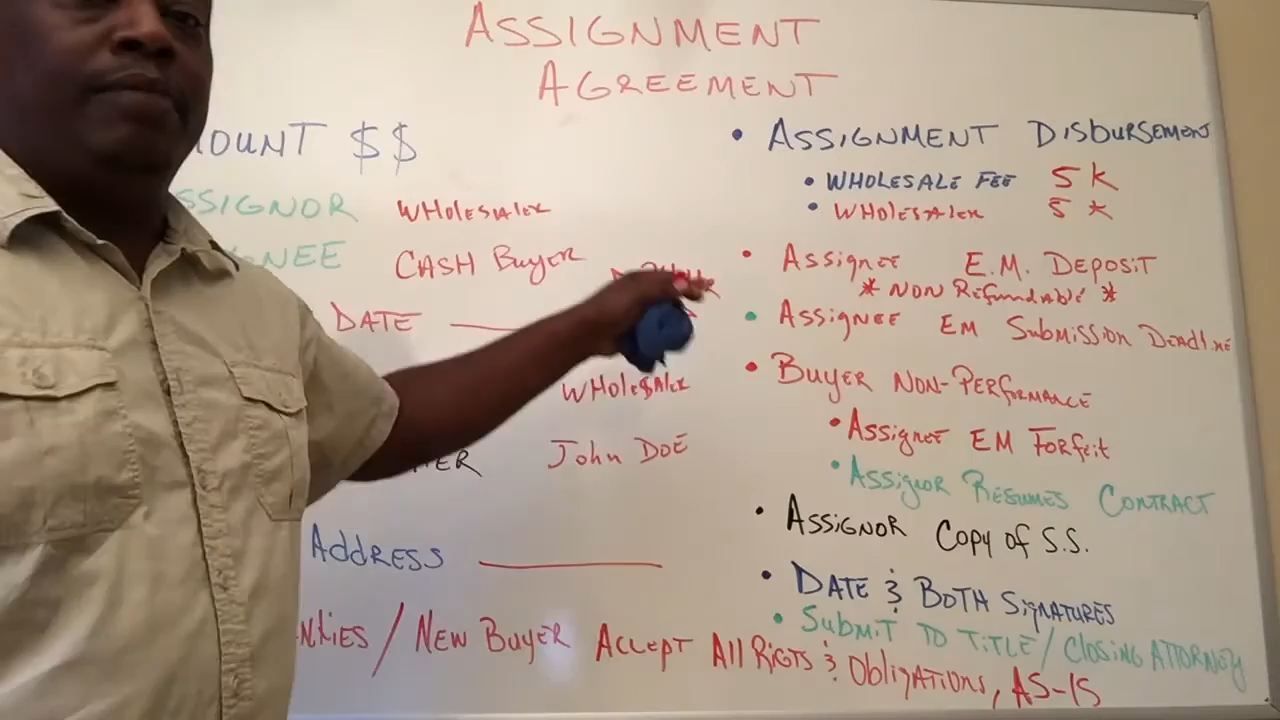 ASSIGNMENT
AGREEMENT
OUNT $$
SSIGNOR WHOLESALER
NEE CASH BUYER
DATE
WHOLESALER
ER JOHN DOE
ADDRESS
NTIES / NEW BUYER ACCEPT ALL RIGTS & OBLIGATIONS, AS-IS
• ASSIGNMENT DISBURSEMENT
• WHOLESALE FEE 5K
• WHOLESALER 5K
• ASSIGNEE E.M. DEPOSIT
* NON REFUNDABLE *
• ASSIGNEE EM SUBMISSION DEADLINE
• BUYER NON-PERFORMANCE
• ASSIGNEE EM FORFEIT
• ASSIGNOR RESUMES CONTRACT
• ASSIGNOR COPY OF S.S.
• DATE & BOTH SIGNATURES
• SUBMIT TO TITLE / CLOSING ATTORNEY